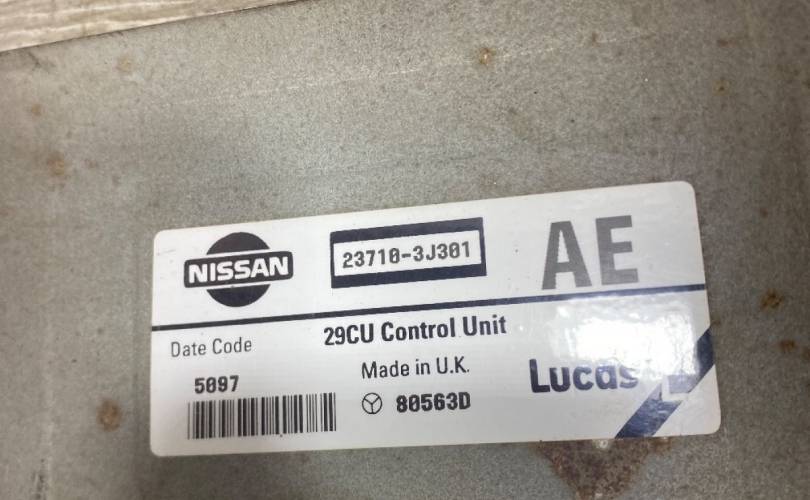 NISSAN
23710-3J301
AE
Date Code
29CU Control Unit
5097
Made in U.K.
80563D
Lucas